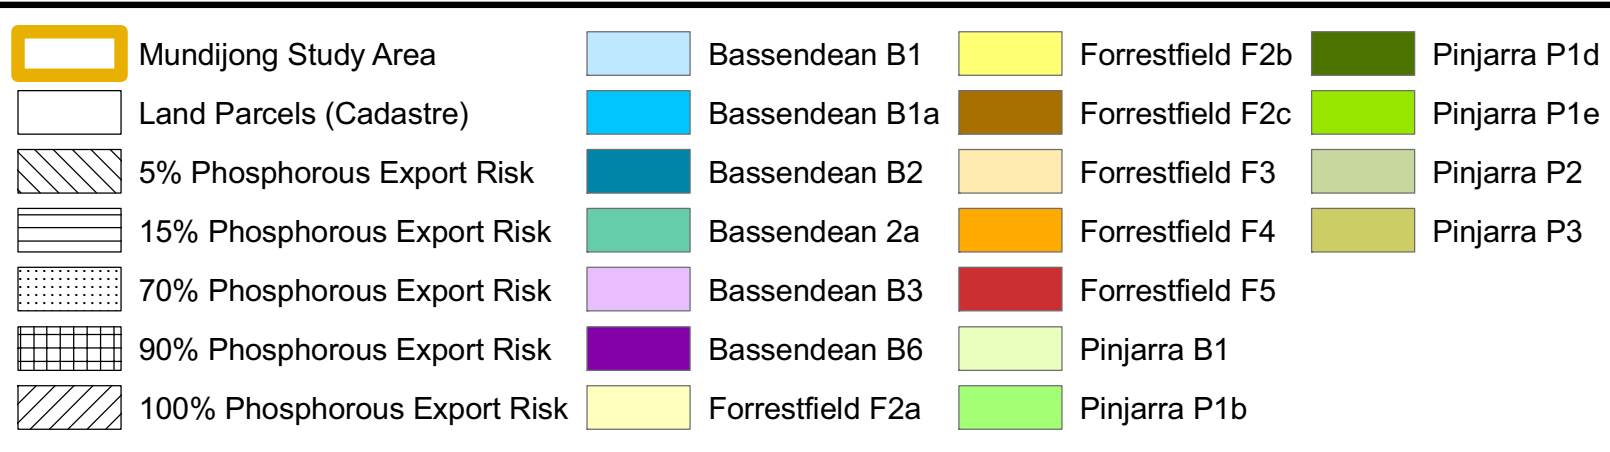 Mundijong Study Area
Land Parcels (Cadastre)
5% Phosphorous Export Risk
15% Phosphorous Export Risk
70% Phosphorous Export Risk
90% Phosphorous Export Risk
100% Phosphorous Export Risk
Bassendean B1
Bassendean B1a
Bassendean B2
Bassendean 2a
Bassendean B3
Bassendean B6
Forrestfield F2a
Forrestfield F2b
Forrestfield F2c
Forrestfield F3
Forrestfield F4
Forrestfield F5
Pinjarra B1
Pinjarra P1b
Pinjarra P1d
Pinjarra P1e
Pinjarra P2
Pinjarra P3